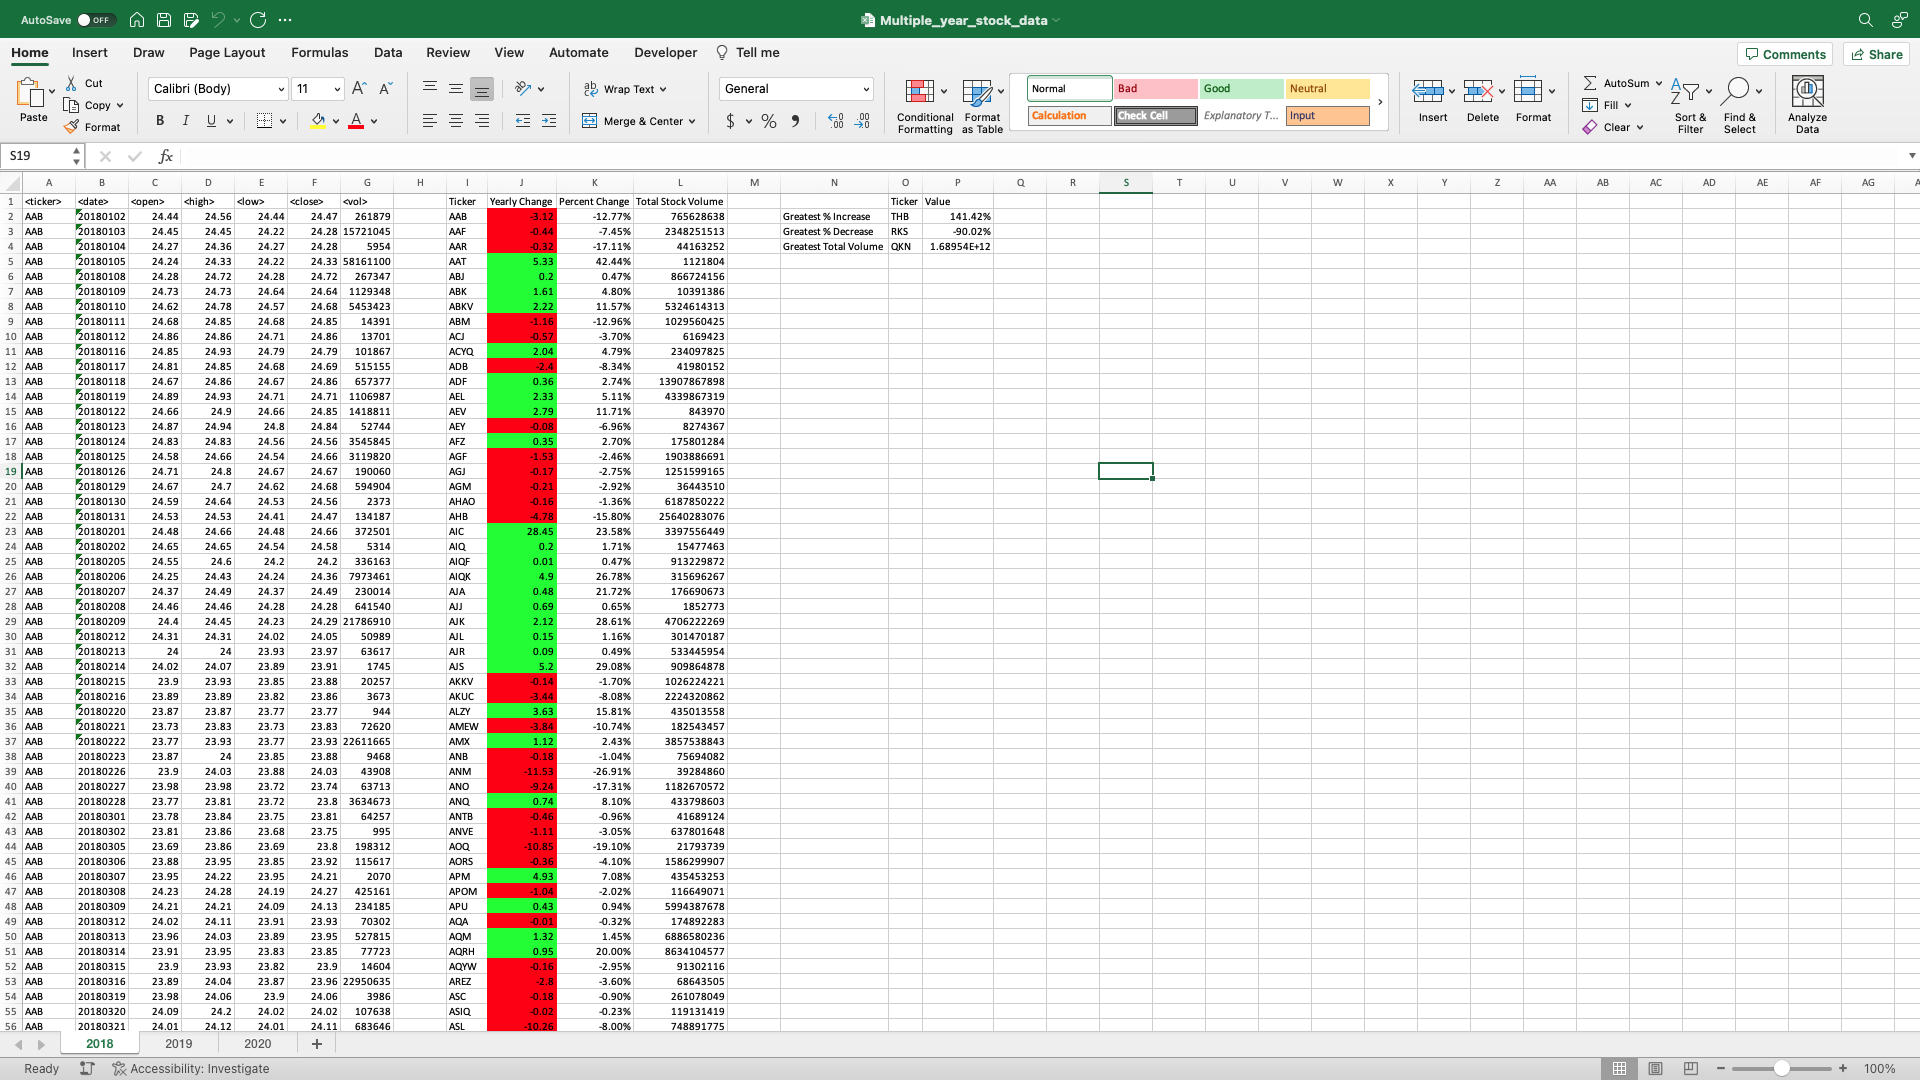 AutoSave OFF Multiple_year_stock_data
Home Insert Draw Page Layout Formulas Data Review View Automate Developer Tell me Comments Share
Paste Cut Copy Format Calibri (Body) 11 Wrap Text Merge & Center General Conditional Formatting Format as Table Normal Bad Good Neutral Calculation Check Cell Explanatory T... Input Insert Delete Format AutoSum Fill Clear Sort & Filter Find & Select Analyze Data
S19 fx
A B C D E F G H I J K L M N O P Q R S T U V W X Y Z AA AB AC AD AE AF AG
1 <ticker> <date> <open> <high> <low> <close> <vol> Ticker Yearly Change Percent Change Total Stock Volume Ticker Value
2 AAB 20180102 24.44 24.56 24.44 24.47 261879 AAB -3.12 -12.77% 765628638 Greatest % Increase THB 141.42%
3 AAB 20180103 24.45 24.45 24.22 24.28 15721045 AAF -0.44 -7.45% 2348251513 Greatest % Decrease RKS -90.02%
4 AAB 20180104 24.27 24.36 24.27 24.28 5954 AAR -0.32 -17.11% 44163252 Greatest Total Volume QKN 1.68954E+12
5 AAB 20180105 24.24 24.33 24.22 24.33 58161100 AAT 5.33 42.44% 1121804
6 AAB 20180108 24.28 24.72 24.28 24.72 267347 ABJ 0.2 0.47% 866724156
7 AAB 20180109 24.73 24.73 24.64 24.64 1129348 ABK 1.61 4.80% 10391386
8 AAB 20180110 24.62 24.78 24.57 24.68 5453423 ABKV 2.22 11.57% 5324614313
9 AAB 20180111 24.68 24.85 24.68 24.85 14391 ABM -1.16 -12.96% 1029560425
10 AAB 20180112 24.86 24.86 24.71 24.86 13701 ACJ -0.57 -3.70% 6169423
11 AAB 20180116 24.85 24.93 24.79 24.79 101867 ACYQ 2.04 4.79% 234097825
12 AAB 20180117 24.81 24.85 24.68 24.69 515155 ADB -2.4 -8.34% 41980152
13 AAB 20180118 24.67 24.86 24.67 24.86 657377 ADF 0.36 2.74% 13907867898
14 AAB 20180119 24.89 24.93 24.71 24.71 1106987 AEL 2.33 5.11% 4339867319
15 AAB 20180122 24.66 24.9 24.66 24.85 1418811 AEV 2.79 11.71% 843970
16 AAB 20180123 24.87 24.94 24.8 24.84 52744 AEY -0.08 -6.96% 8274367
17 AAB 20180124 24.83 24.83 24.56 24.56 3545845 AFZ 0.35 2.70% 175801284
18 AAB 20180125 24.58 24.66 24.54 24.66 3119820 AGF -1.53 -2.46% 1903886691
19 AAB 20180126 24.71 24.8 24.67 24.67 190060 AGJ -0.17 -2.75% 1251599165
20 AAB 20180129 24.67 24.7 24.62 24.68 594904 AGM -0.21 -2.92% 36443510
21 AAB 20180130 24.59 24.64 24.53 24.56 2373 AHAO -0.16 -1.36% 6187850222
22 AAB 20180131 24.53 24.53 24.41 24.47 134187 AHB -4.78 -15.80% 25640283076
23 AAB 20180201 24.48 24.66 24.48 24.66 372501 AIC 28.45 23.58% 3397556449
24 AAB 20180202 24.65 24.65 24.54 24.58 5314 AIQ 0.2 1.71% 15477463
25 AAB 20180205 24.55 24.6 24.2 24.2 336163 AIQF 0.01 0.47% 913229872
26 AAB 20180206 24.25 24.43 24.24 24.36 7973461 AIQK 4.9 26.78% 315696267
27 AAB 20180207 24.37 24.49 24.37 24.49 230014 AJA 0.48 21.72% 176690673
28 AAB 20180208 24.46 24.46 24.28 24.28 641540 AJJ 0.69 0.65% 1852773
29 AAB 20180209 24.4 24.45 24.23 24.29 21786910 AJK 2.12 28.61% 4706222269
30 AAB 20180212 24.31 24.31 24.02 24.05 50989 AJL 0.15 1.16% 301470187
31 AAB 20180213 24 24 23.93 23.97 63617 AJR 0.09 0.49% 533445954
32 AAB 20180214 24.02 24.07 23.89 23.91 1745 AJS 5.2 29.08% 909864878
33 AAB 20180215 23.9 23.93 23.85 23.88 20257 AKKV -0.14 -1.70% 1026224221
34 AAB 20180216 23.89 23.89 23.82 23.86 3673 AKUC -3.44 -8.08% 2224320862
35 AAB 20180220 23.87 23.87 23.77 23.77 944 ALZY 3.63 15.81% 435013558
36 AAB 20180221 23.73 23.83 23.73 23.83 72620 AMEW -3.84 -10.74% 182543457
37 AAB 20180222 23.77 23.93 23.77 23.93 22611665 AMX 1.12 2.43% 3857538843
38 AAB 20180223 23.87 24 23.85 23.88 9468 ANB -0.18 -1.04% 75694082
39 AAB 20180226 23.9 24.03 23.88 24.03 43908 ANM -11.53 -26.91% 39284860
40 AAB 20180227 23.98 23.98 23.72 23.74 63713 ANO -9.24 -17.31% 1182670572
41 AAB 20180228 23.77 23.81 23.72 23.8 3634673 ANQ 0.74 8.10% 433798603
42 AAB 20180301 23.78 23.84 23.75 23.81 64257 ANTB -0.46 -0.96% 41689124
43 AAB 20180302 23.81 23.86 23.68 23.75 995 ANVE -1.11 -3.05% 637801648
44 AAB 20180305 23.69 23.86 23.69 23.8 198312 AOQ -10.85 -19.10% 21793739
45 AAB 20180306 23.88 23.95 23.85 23.92 115617 AORS -0.36 -4.10% 1586299907
46 AAB 20180307 23.95 24.22 23.95 24.21 2070 APM 4.93 7.08% 435453253
47 AAB 20180308 24.23 24.28 24.19 24.27 425161 APOM -1.04 -2.02% 116649071
48 AAB 20180309 24.21 24.21 24.09 24.13 234185 APU 0.43 0.94% 5994387678
49 AAB 20180312 24.02 24.11 23.91 23.93 70302 AQA -0.01 -0.32% 174892283
50 AAB 20180313 23.96 24.03 23.89 23.95 527815 AQM 1.32 1.45% 6886580236
51 AAB 20180314 23.91 23.95 23.83 23.85 77723 AQRH 0.95 20.00% 8634104577
52 AAB 20180315 23.9 23.93 23.82 23.9 14604 AQYW -0.16 -2.95% 91302116
53 AAB 20180316 23.89 24.04 23.87 23.96 22950635 AREZ -2.8 -3.60% 68643505
54 AAB 20180319 23.98 24.06 23.9 24.06 3986 ASC -0.18 -0.90% 261078049
55 AAB 20180320 24.09 24.2 24.02 24.02 107638 ASIQ -0.02 -0.23% 119131419
56 AAB 20180321 24.01 24.12 24.01 24.11 683646 ASL -10.26 -8.00% 748891775
2018 2019 2020
Ready Accessibility: Investigate 100%